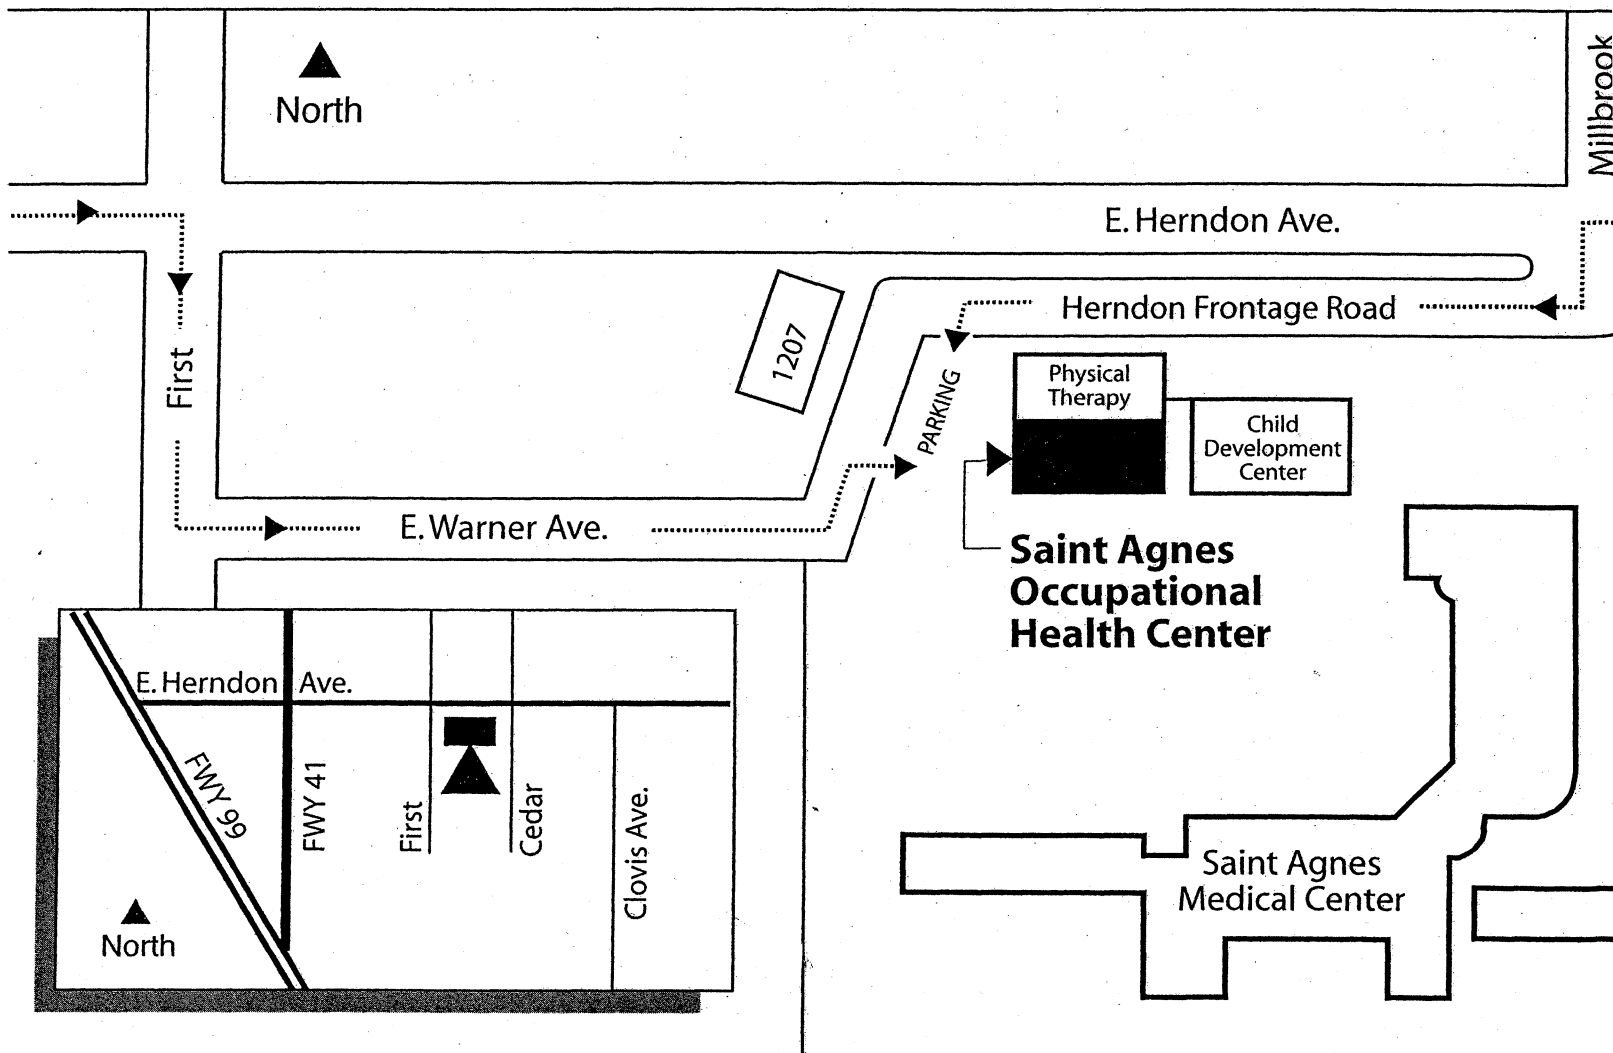 North
Millbrook
E. Herndon Ave.
Herndon Frontage Road
1207
First
PARKING
Physical
Therapy
Child
Development
Center
E. Warner Ave.
Saint Agnes
Occupational
Health Center
E. Herndon Ave.
FWY 99
FWY 41
First
Cedar
Clovis Ave.
North
Saint Agnes
Medical Center